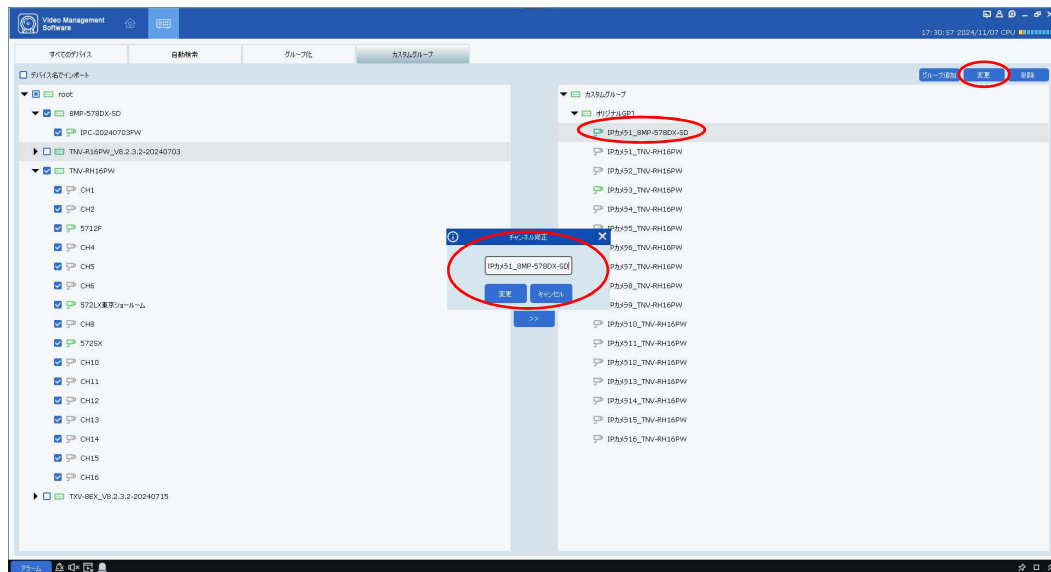 Video Management
Software
17:30:57 2024/11/07 CPU
すべてのデバイス
自動検索
グループ化
カスタムグループ
デバイス名でインポート
グループ追加
変更
削除
root
8MP-578DX-SD
IPC-20240703FW
TNV-R16PW_V8.2.3.2-20240703
TNV-RH16PW
CH1
CH2
5712F
CH4
CH5
CH6
572LX東京ショールーム
CH8
572SX
CH10
CH11
CH12
CH13
CH14
CH15
CH16
TXV-8EX_V8.2.3.2-20240715
チャンネル修正
IPカメラ1_8MP-578DX-SD
変更
キャンセル
>>
カスタムグループ
オリジナルGP1
IPカメラ1_8MP-578DX-SD
IPカメラ1_TNV-RH16PW
IPカメラ2_TNV-RH16PW
IPカメラ3_TNV-RH16PW
IPカメラ4_TNV-RH16PW
IPカメラ5_TNV-RH16PW
IPカメラ6_TNV-RH16PW
IPカメラ7_TNV-RH16PW
IPカメラ8_TNV-RH16PW
IPカメラ9_TNV-RH16PW
IPカメラ10_TNV-RH16PW
IPカメラ11_TNV-RH16PW
IPカメラ12_TNV-RH16PW
IPカメラ13_TNV-RH16PW
IPカメラ14_TNV-RH16PW
IPカメラ15_TNV-RH16PW
IPカメラ16_TNV-RH16PW
アラーム